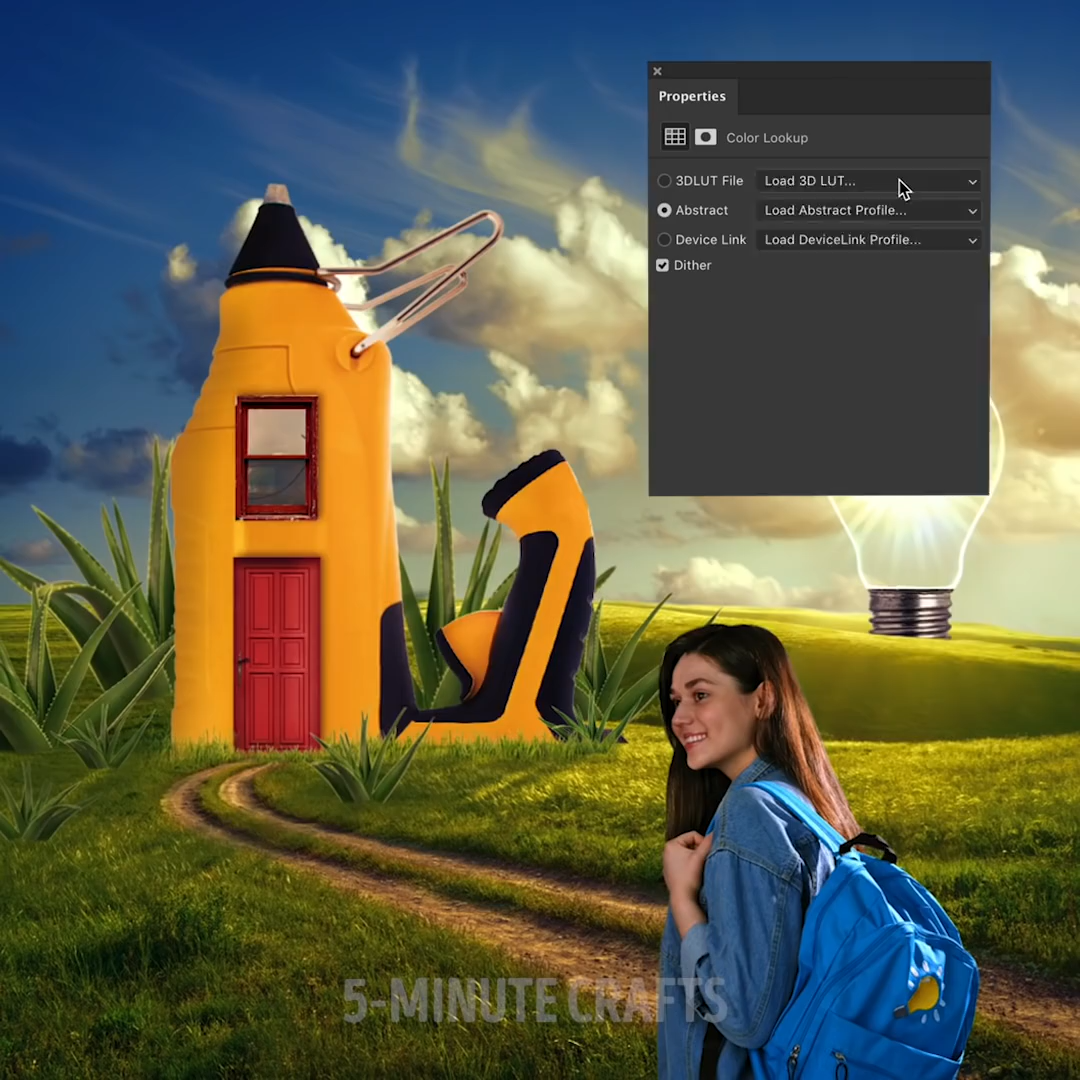 Properties
Color Lookup
3DLUT File Load 3D LUT...
Abstract Load Abstract Profile...
Device Link Load DeviceLink Profile...
Dither
5-MINUTE CRAFTS